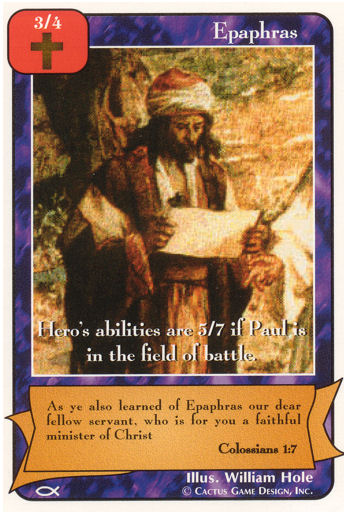 3/4
Epaphras
Hero's abilities are 5/7 if Paul is
in the field of battle.
As ye also learned of Epaphras our dear
fellow servant, who is for you a faithful
minister of Christ
Colossians 1:7
Illus. William Hole
© Cactus Game Design, Inc.